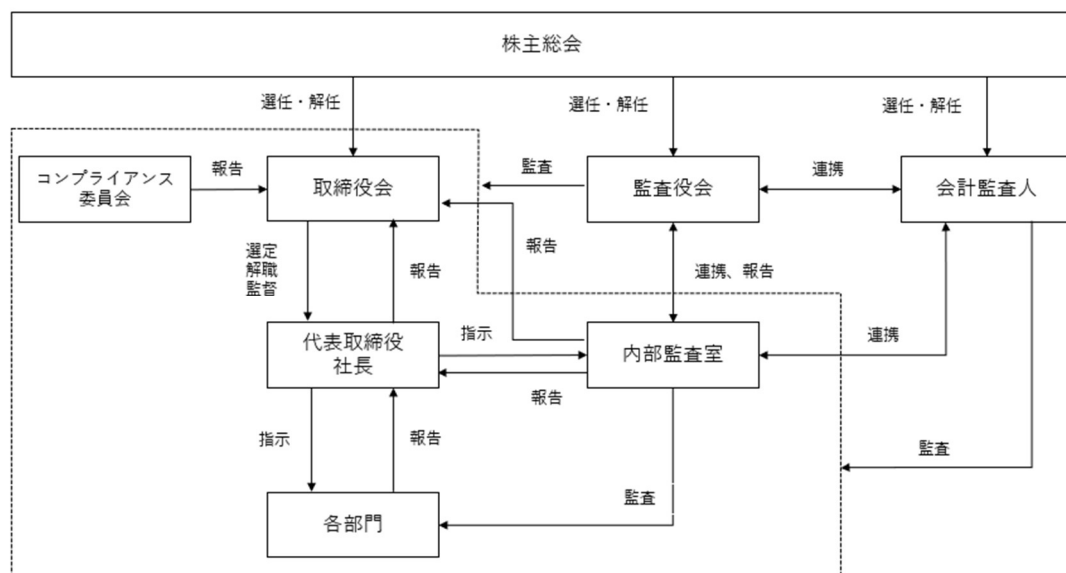 株主総会
選任・解任
選任・解任
選任・解任
コンプライアンス
委員会
報告
取締役会
監査
監査役会
連携
会計監査人
選定
解職
監督
報告
報告
連携、報告
代表取締役
社長
指示
報告
内部監査室
連携
指示
報告
監査
監査
各部門